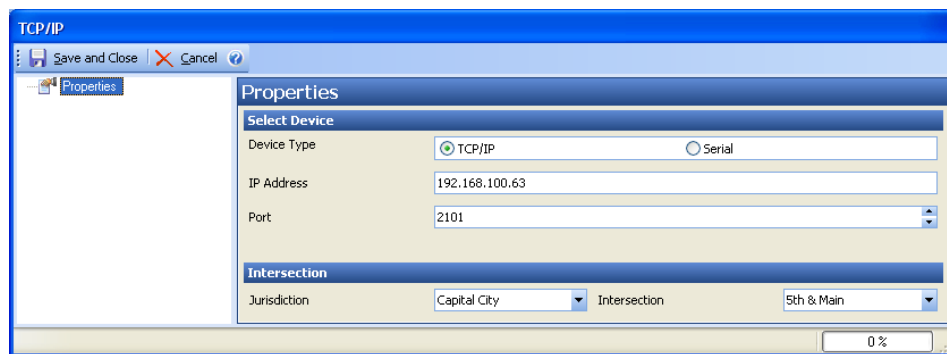 TCP/IP
Save and Close Cancel
Properties
Properties
Select Device
Device Type TCP/IP Serial
IP Address 192.168.100.63
Port 2101
Intersection
Jurisdiction Capital City Intersection 5th & Main
0 %